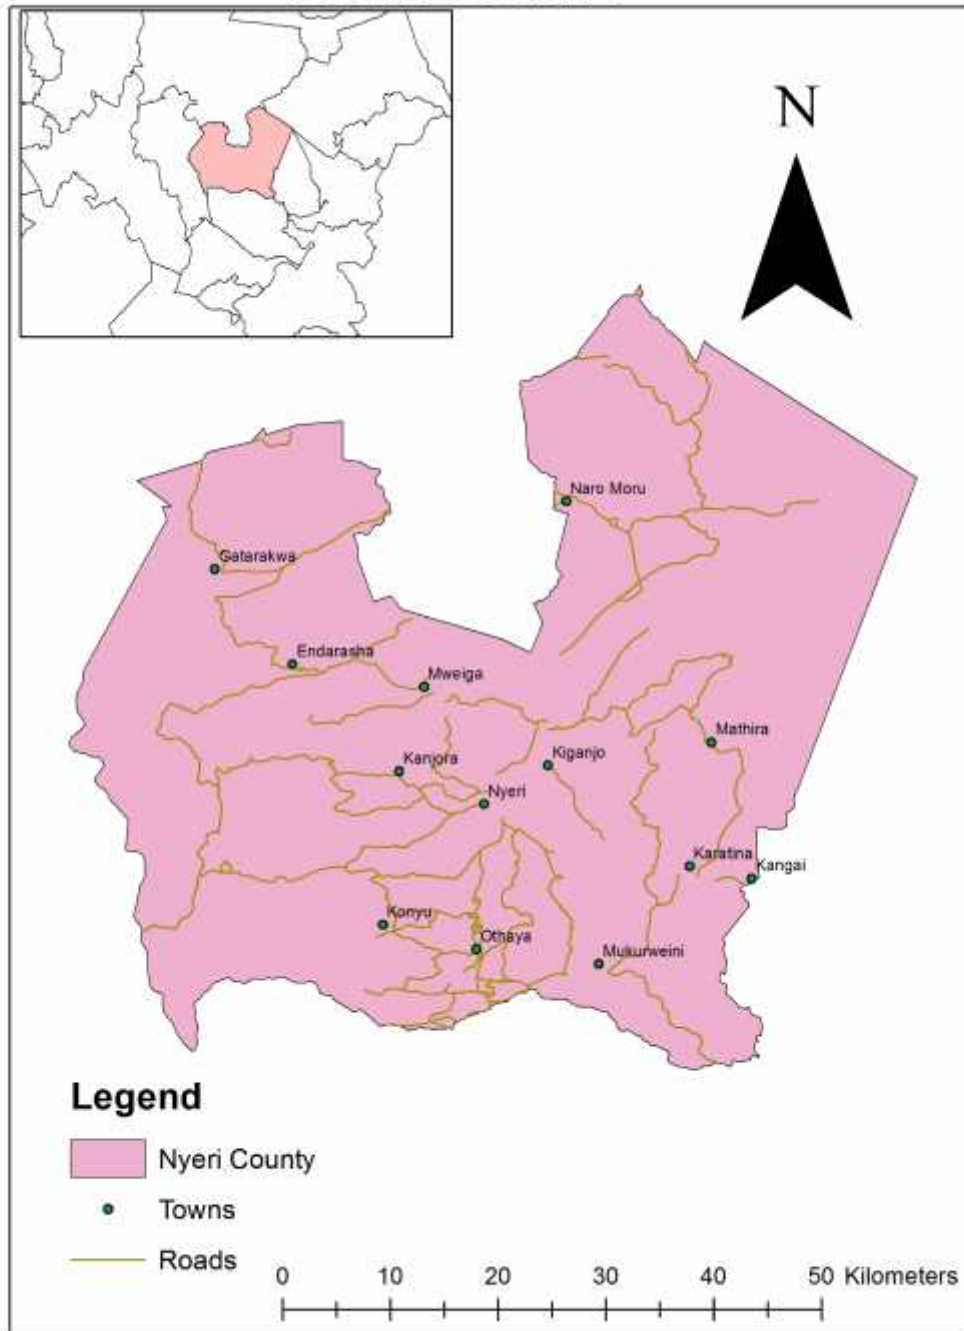 N
Naro Moru
Gatarakwa
Endarasha
Mweiga
Mathira
Kanjora
Kiganjo
Nyeri
Karatina
Kangai
Konyu
Othaya
Mukurweini
Legend
Nyeri County
Towns
Roads
0 10 20 30 40 50 Kilometers